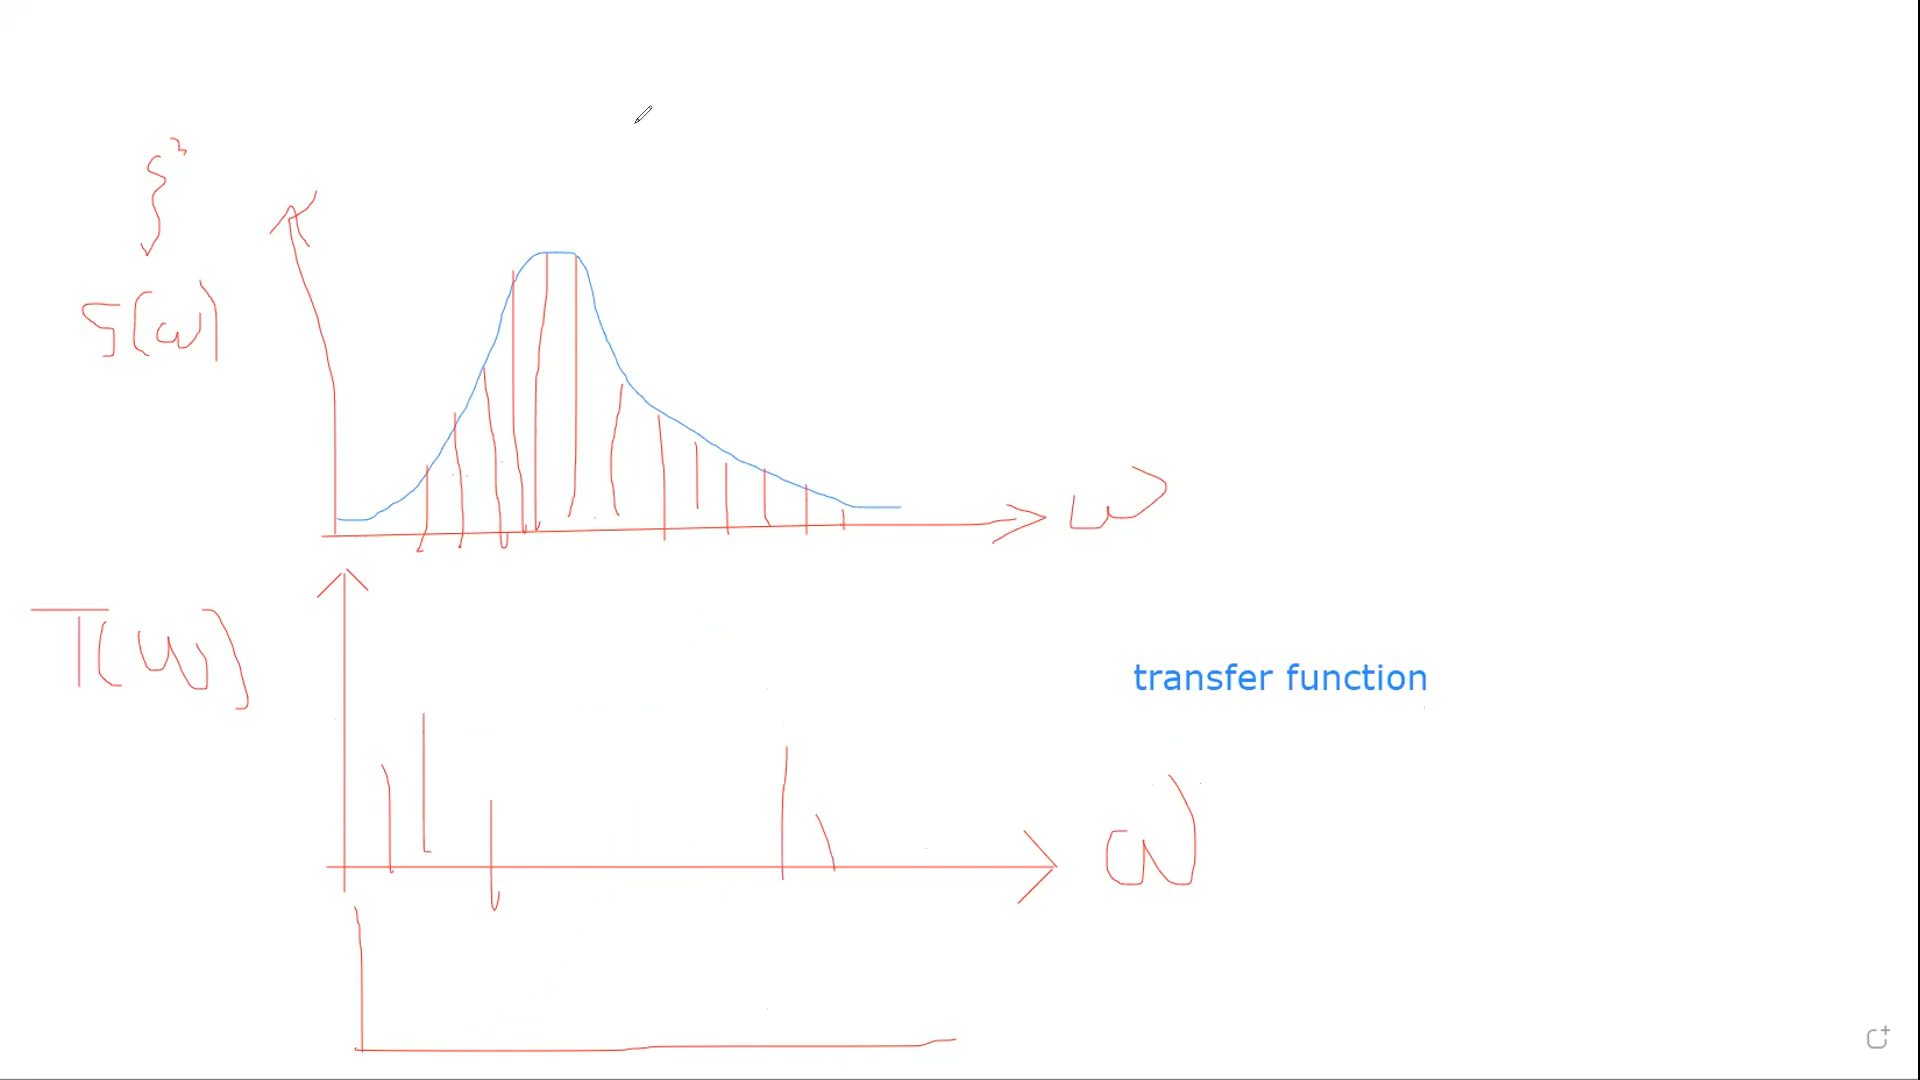 S(ω)
ω
T(ω)
transfer function
ω